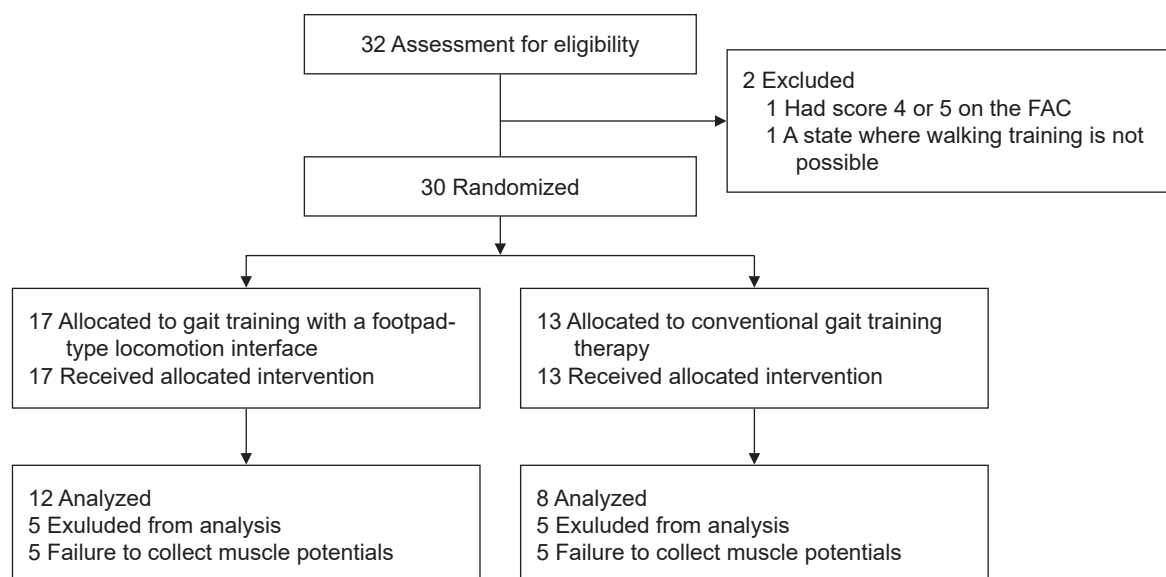 32 Assessment for eligibility
2 Excluded
1 Had score 4 or 5 on the FAC
1 A state where walking training is not
possible
30 Randomized
17 Allocated to gait training with a footpad-
type locomotion interface
17 Received allocated intervention
13 Allocated to conventional gait training
therapy
13 Received allocated intervention
12 Analyzed
5 Exuluded from analysis
5 Failure to collect muscle potentials
8 Analyzed
5 Exuluded from analysis
5 Failure to collect muscle potentials